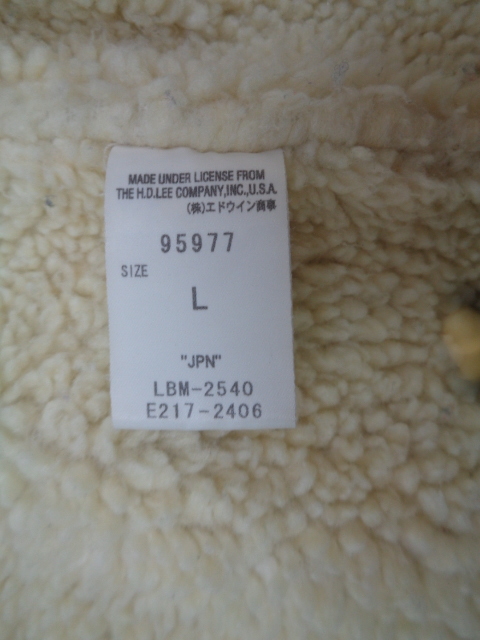 MADE UNDER LICENSE FROM
THE H.D.LEE COMPANY,INC.,U.S.A.
(株)エドウイン商事
95977
SIZE
L
"JPN"
LBM-2540
E217-2406